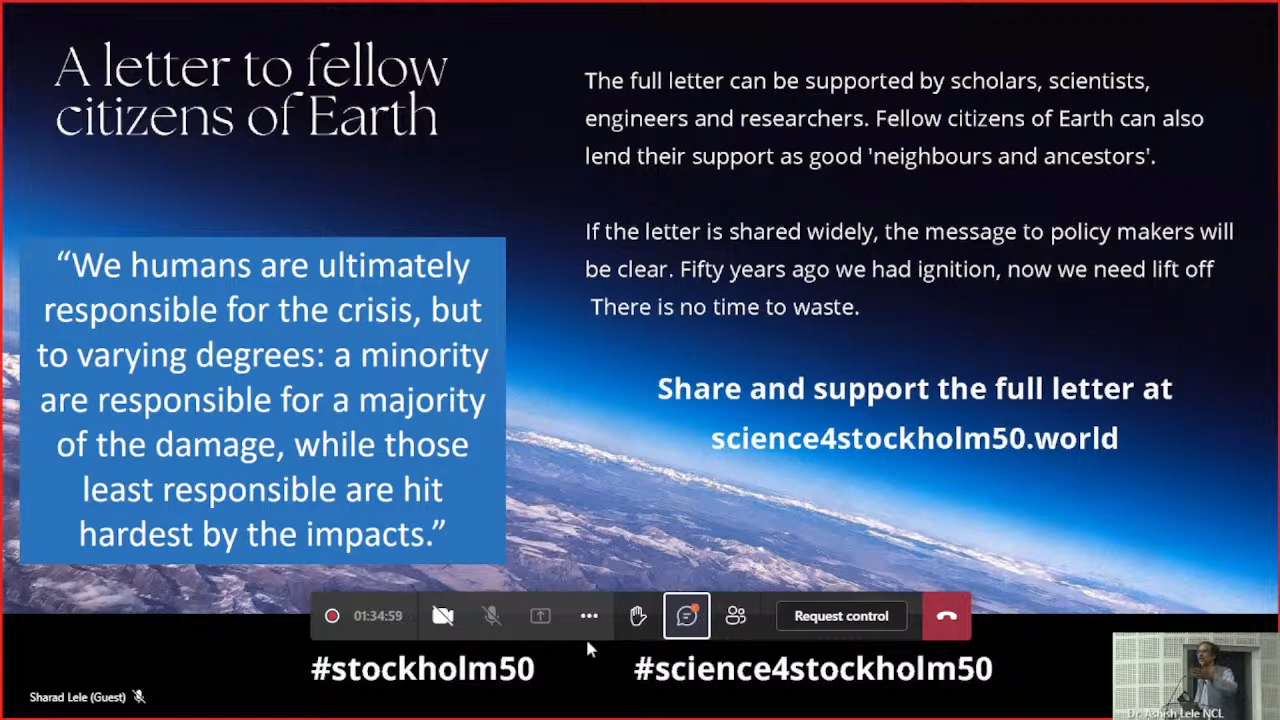 A letter to fellow
citizens of Earth
“We humans are ultimately
responsible for the crisis, but
to varying degrees: a minority
are responsible for a majority
of the damage, while those
least responsible are hit
hardest by the impacts.”
The full letter can be supported by scholars, scientists,
engineers and researchers. Fellow citizens of Earth can also
lend their support as good 'neighbours and ancestors'.
If the letter is shared widely, the message to policy makers will
be clear. Fifty years ago we had ignition, now we need lift off
There is no time to waste.
Share and support the full letter at
science4stockholm50.world
01:34:59
Request control
#stockholm50
#science4stockholm50
Sharad Lele (Guest)
Dr. Ashish Lele NCL